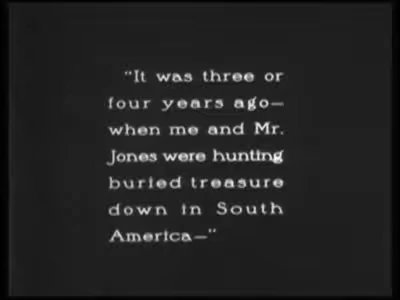 "It was three or
four years ago—
when me and Mr.
Jones were hunting
buried treasure
down in South
America—"